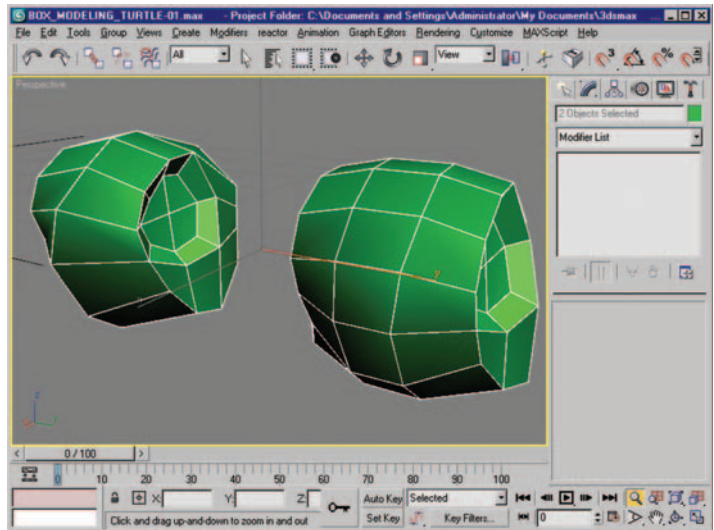 BOX_MODELING_TURTLE-01.max - Project Folder: C:\Documents and Settings\Administrator\My Documents\3dsmax
File Edit Tools Group Views Create Modifiers reactor Animation Graph Editors Rendering Customize MAXScript Help
All View 3 %
Perspective
2 Objects Selected
Modifier List
y
z
0 / 100
0 10 20 30 40 50 60 70 80 90 100
X: Y: Z: Auto Key Selected
Click and drag up-and-down to zoom in and out Set Key Key Filters... 0